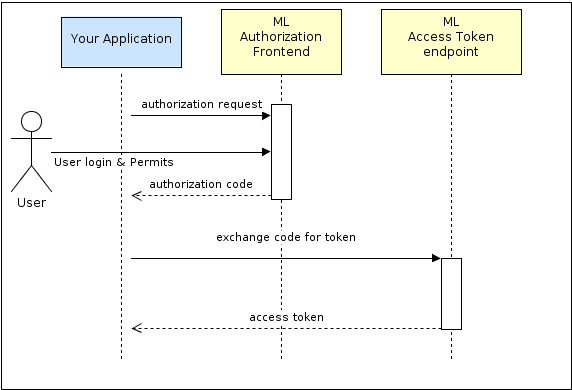 Your Application
ML
Authorization
Frontend
ML
Access Token
endpoint
authorization request
User login & Permits
authorization code
User
exchange code for token
access token